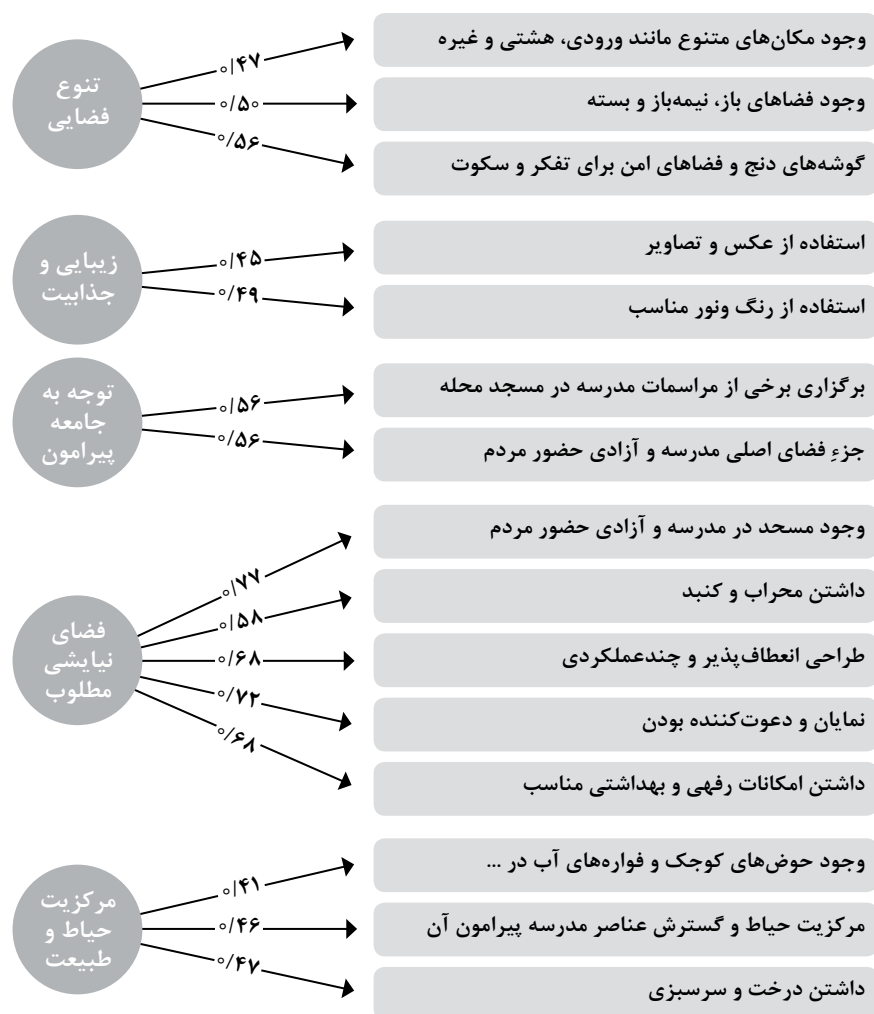 تنوع
فضایی
۰/۴۷
۰/۵۰
۰/۵۶
وجود مکان‌های متنوع مانند ورودی، هشتی و غیره
وجود فضاهای باز، نیمه‌باز و بسته
گوشه‌های دنج و فضاهای امن برای تفکر و سکوت
زیبایی و
جذابیت
۰/۴۵
۰/۴۹
استفاده از عکس و تصاویر
استفاده از رنگ ونور مناسب
توجه به
جامعه
پیرامون
۰/۵۶
۰/۵۶
برگزاری برخی از مراسمات مدرسه در مسجد محله
جزءِ فضای اصلی مدرسه و آزادی حضور مردم
فضای
نیایشی
مطلوب
۰/۷۷
۰/۵۸
۰/۶۸
۰/۷۲
۰/۶۸
وجود مسحد در مدرسه و آزادی حضور مردم
داشتن محراب و کنبد
طراحی انعطاف‌پذیر و چندعملکردی
نمایان و دعوت‌کننده بودن
داشتن امکانات رفهی و بهداشتی مناسب
مرکزیت
حیاط و
طبیعت
۰/۴۱
۰/۴۶
۰/۴۷
وجود حوض‌های کوچک و فواره‌های آب در ...
مرکزیت حیاط و گسترش عناصر مدرسه پیرامون آن
داشتن درخت و سرسبزی